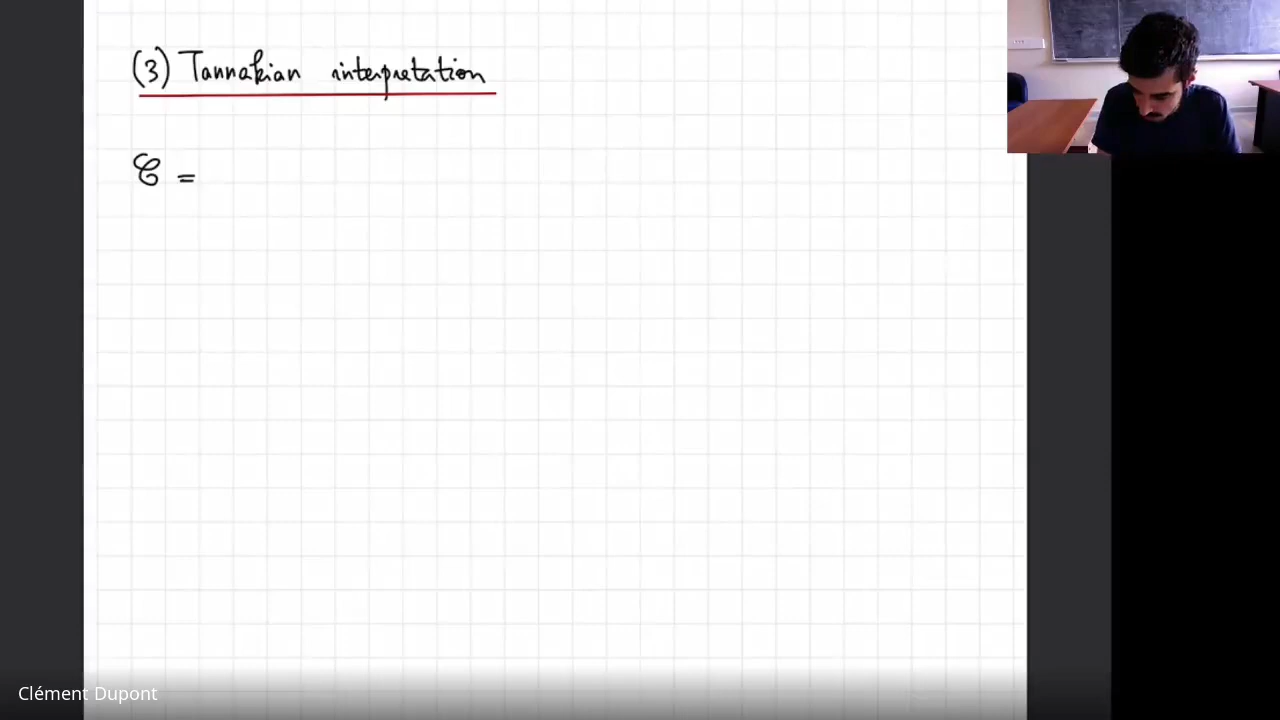 (3) Tannakian interpretation
𝒞 =
Clément Dupont